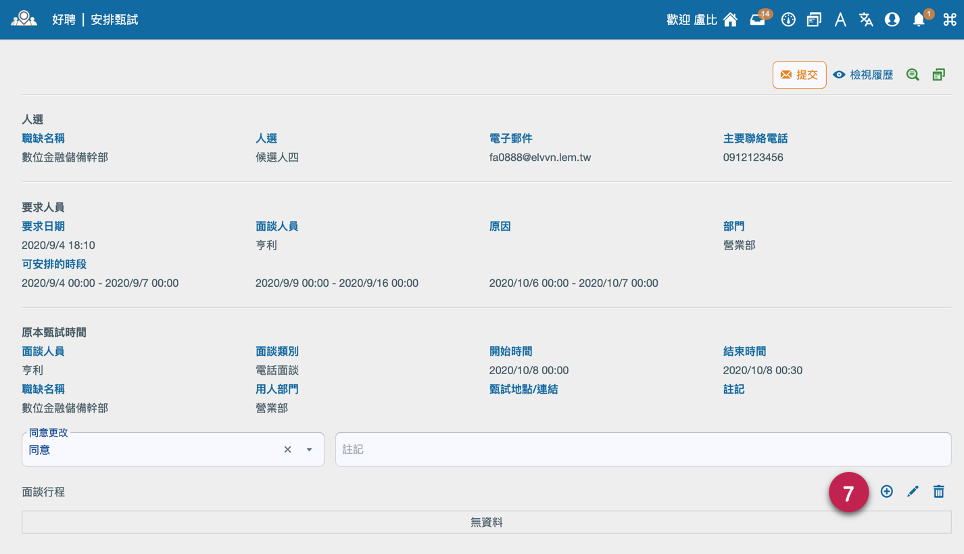 好聘 | 安排甄試 歡迎 盧比 14 1
提交 檢視履歷
人選
職缺名稱 人選 電子郵件 主要聯絡電話
數位金融儲備幹部 候選人四 fa0888@elvvn.lem.tw 0912123456
要求人員
要求日期 面談人員 原因 部門
2020/9/4 18:10 亨利 營業部
可安排的時段
2020/9/4 00:00 - 2020/9/7 00:00 2020/9/9 00:00 - 2020/9/16 00:00 2020/10/6 00:00 - 2020/10/7 00:00
原本甄試時間
面談人員 面談類別 開始時間 結束時間
亨利 電話面談 2020/10/8 00:00 2020/10/8 00:30
職缺名稱 用人部門 甄試地點/連結 註記
數位金融儲備幹部 營業部
同意更改
同意 註記
面談行程 7
無資料